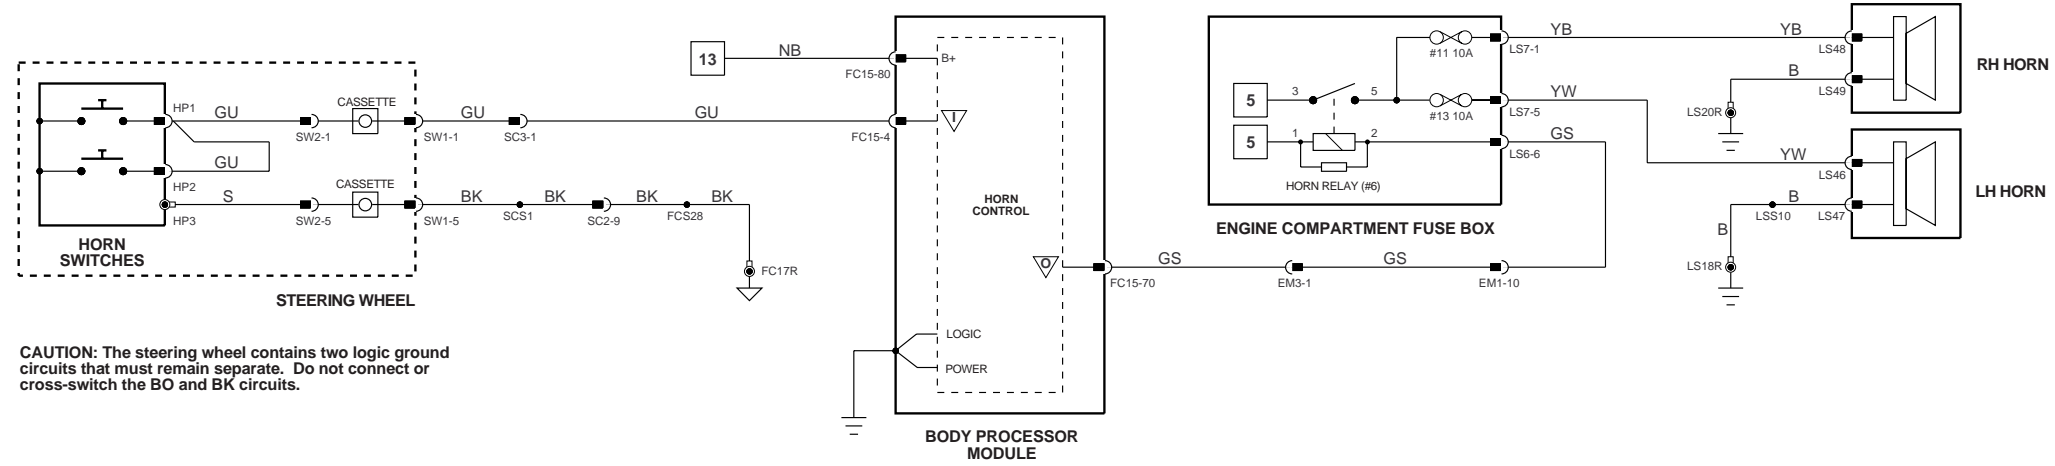 HP1
GU
SW2-1
CASSETTE
SW1-1
GU
SC3-1
GU
FC15-4
HP2
GU
HP3
S
SW2-5
CASSETTE
SW1-5
BK
SCS1
BK
SC2-9
BK
FCS28
BK
FC17R
HORN
SWITCHES
STEERING WHEEL
CAUTION: The steering wheel contains two logic ground
circuits that must remain separate. Do not connect or
cross-switch the BO and BK circuits.
13
NB
FC15-80
B+
I
HORN
CONTROL
O
LOGIC
POWER
BODY PROCESSOR
MODULE
FC15-70
GS
EM3-1
GS
EM1-10
5
3
5
#11 10A
#13 10A
5
1
2
HORN RELAY (#6)
ENGINE COMPARTMENT FUSE BOX
LS7-1
YB
YB
LS48
LS7-5
YW
LS6-6
GS
B
LS49
LS20R
RH HORN
YW
LS46
B
LSS10
LS47
B
LS18R
LH HORN